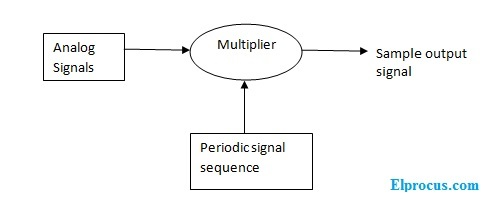 Analog
Signals
Multiplier
Sample output
signal
Periodic signal
sequence
Elprocus.com